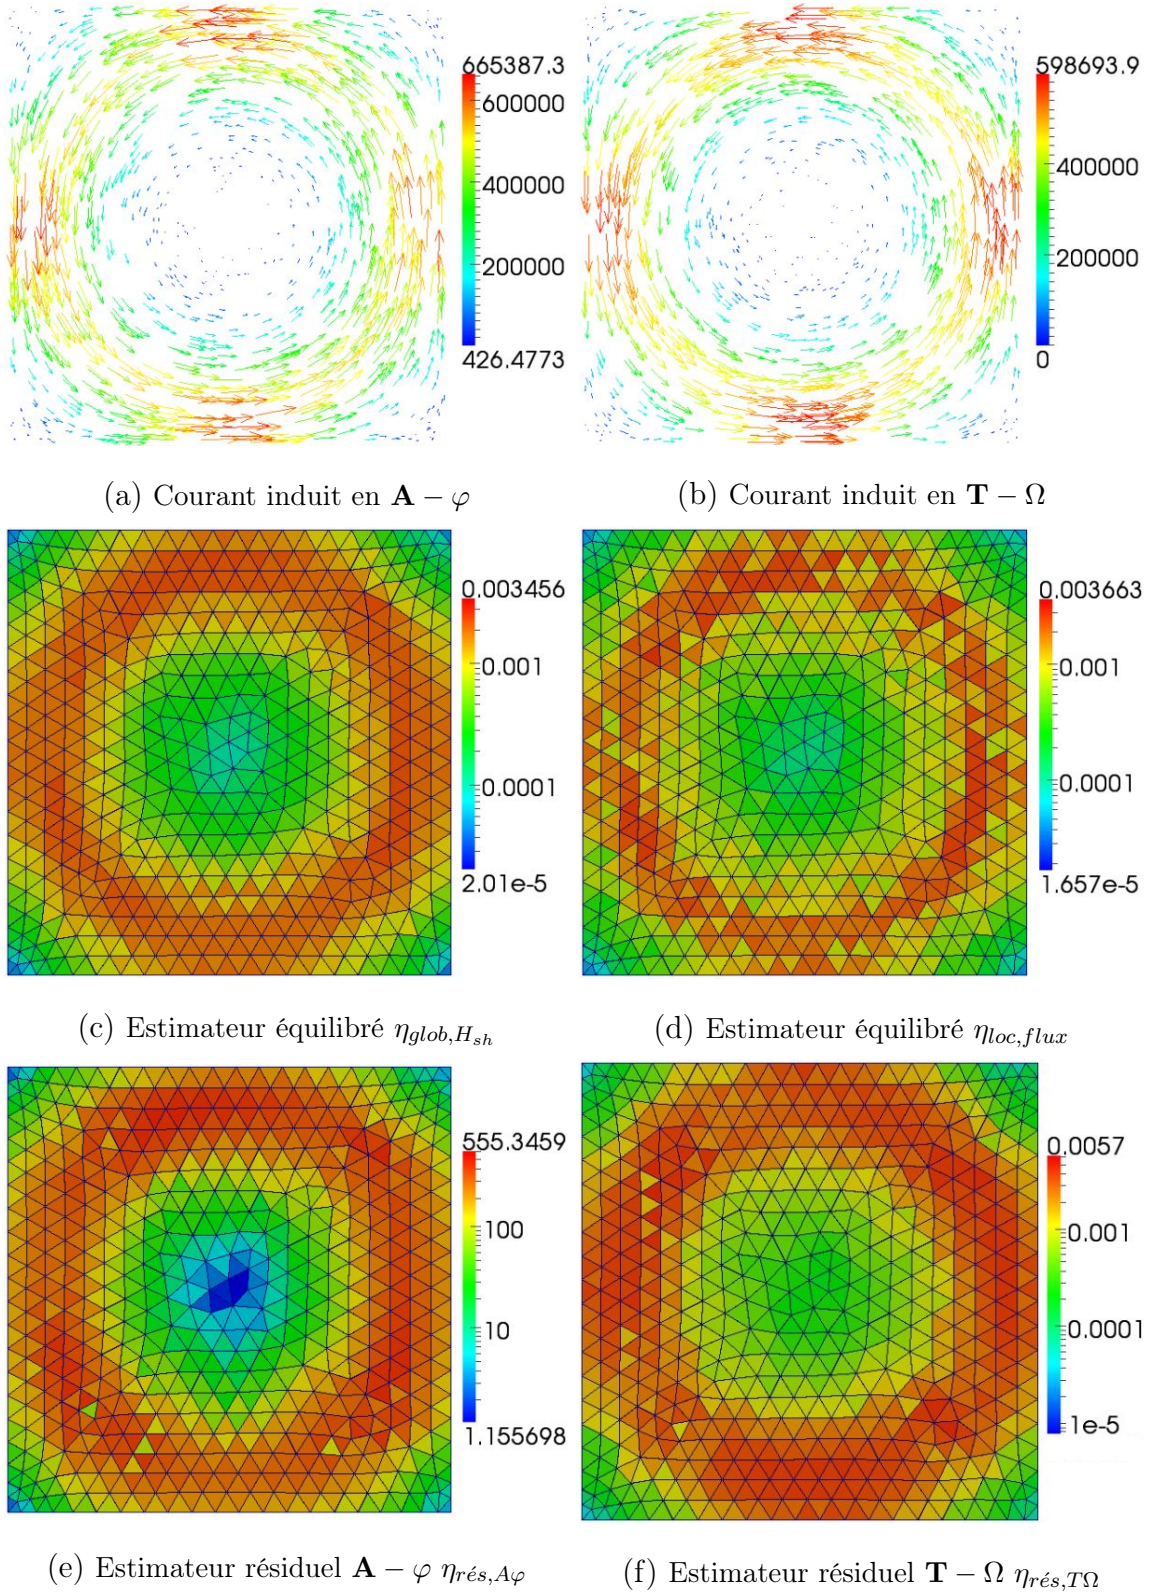 665387.3
600000
400000
200000
426.4773
598693.9
400000
200000
0
(a) Courant induit en A − φ
(b) Courant induit en T − Ω
0.003456
0.001
0.0001
2.01e-5
0.003663
0.001
0.0001
1.657e-5
(c) Estimateur équilibré η_{glob,H_{sh}}
(d) Estimateur équilibré η_{loc,flux}
555.3459
100
10
1.155698
0.0057
0.001
0.0001
1e-5
(e) Estimateur résiduel A − φ η_{rés,Aφ}
(f) Estimateur résiduel T − Ω η_{rés,TΩ}